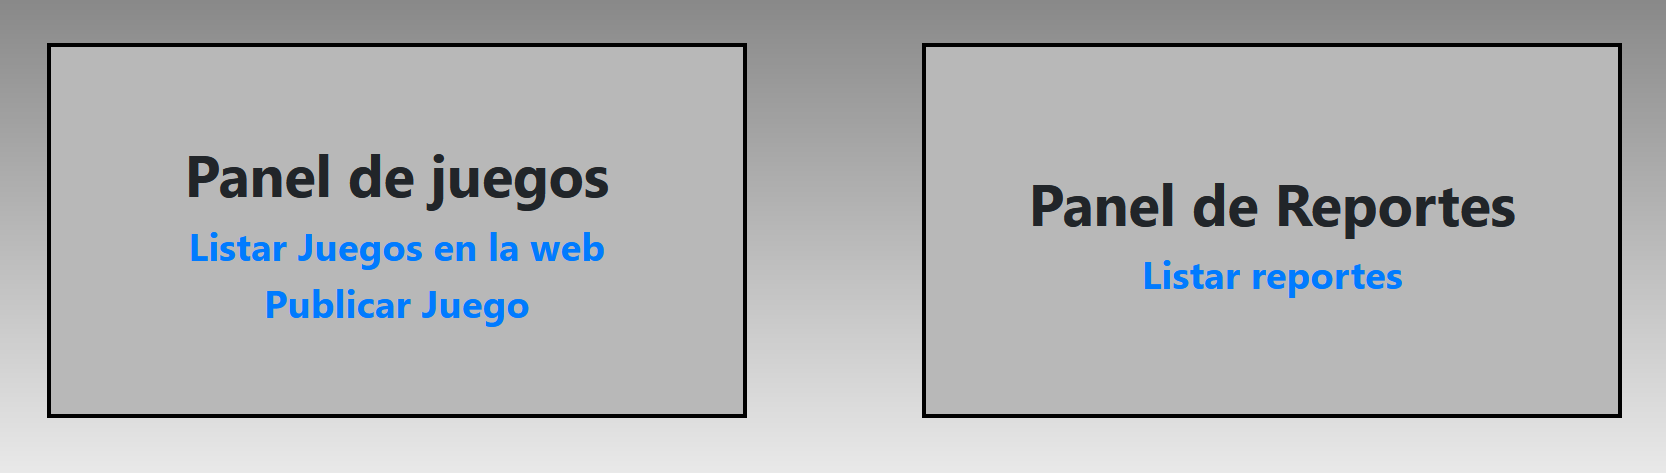 Panel de juegos
Listar Juegos en la web
Publicar Juego
Panel de Reportes
Listar reportes